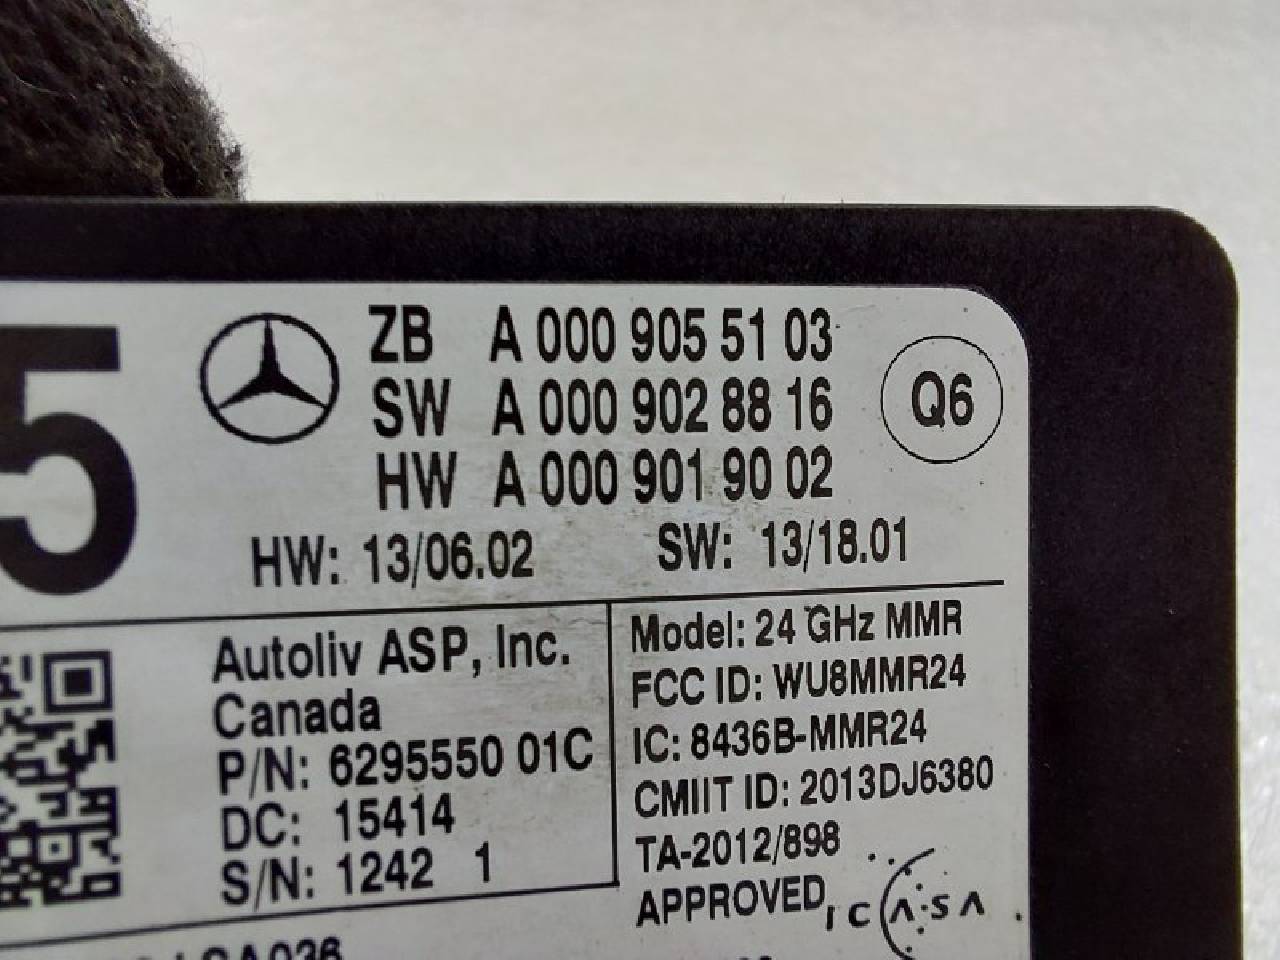 5
ZB A 000 905 51 03
SW A 000 902 88 16
HW A 000 901 90 02
Q6
HW: 13/06.02 SW: 13/18.01
Autoliv ASP, Inc.
Canada
P/N: 6295550 01C
DC: 15414
S/N: 1242 1
Model: 24 GHz MMR
FCC ID: WU8MMR24
IC: 8436B-MMR24
CMIIT ID: 2013DJ6380
TA-2012/898
APPROVED
ICASA